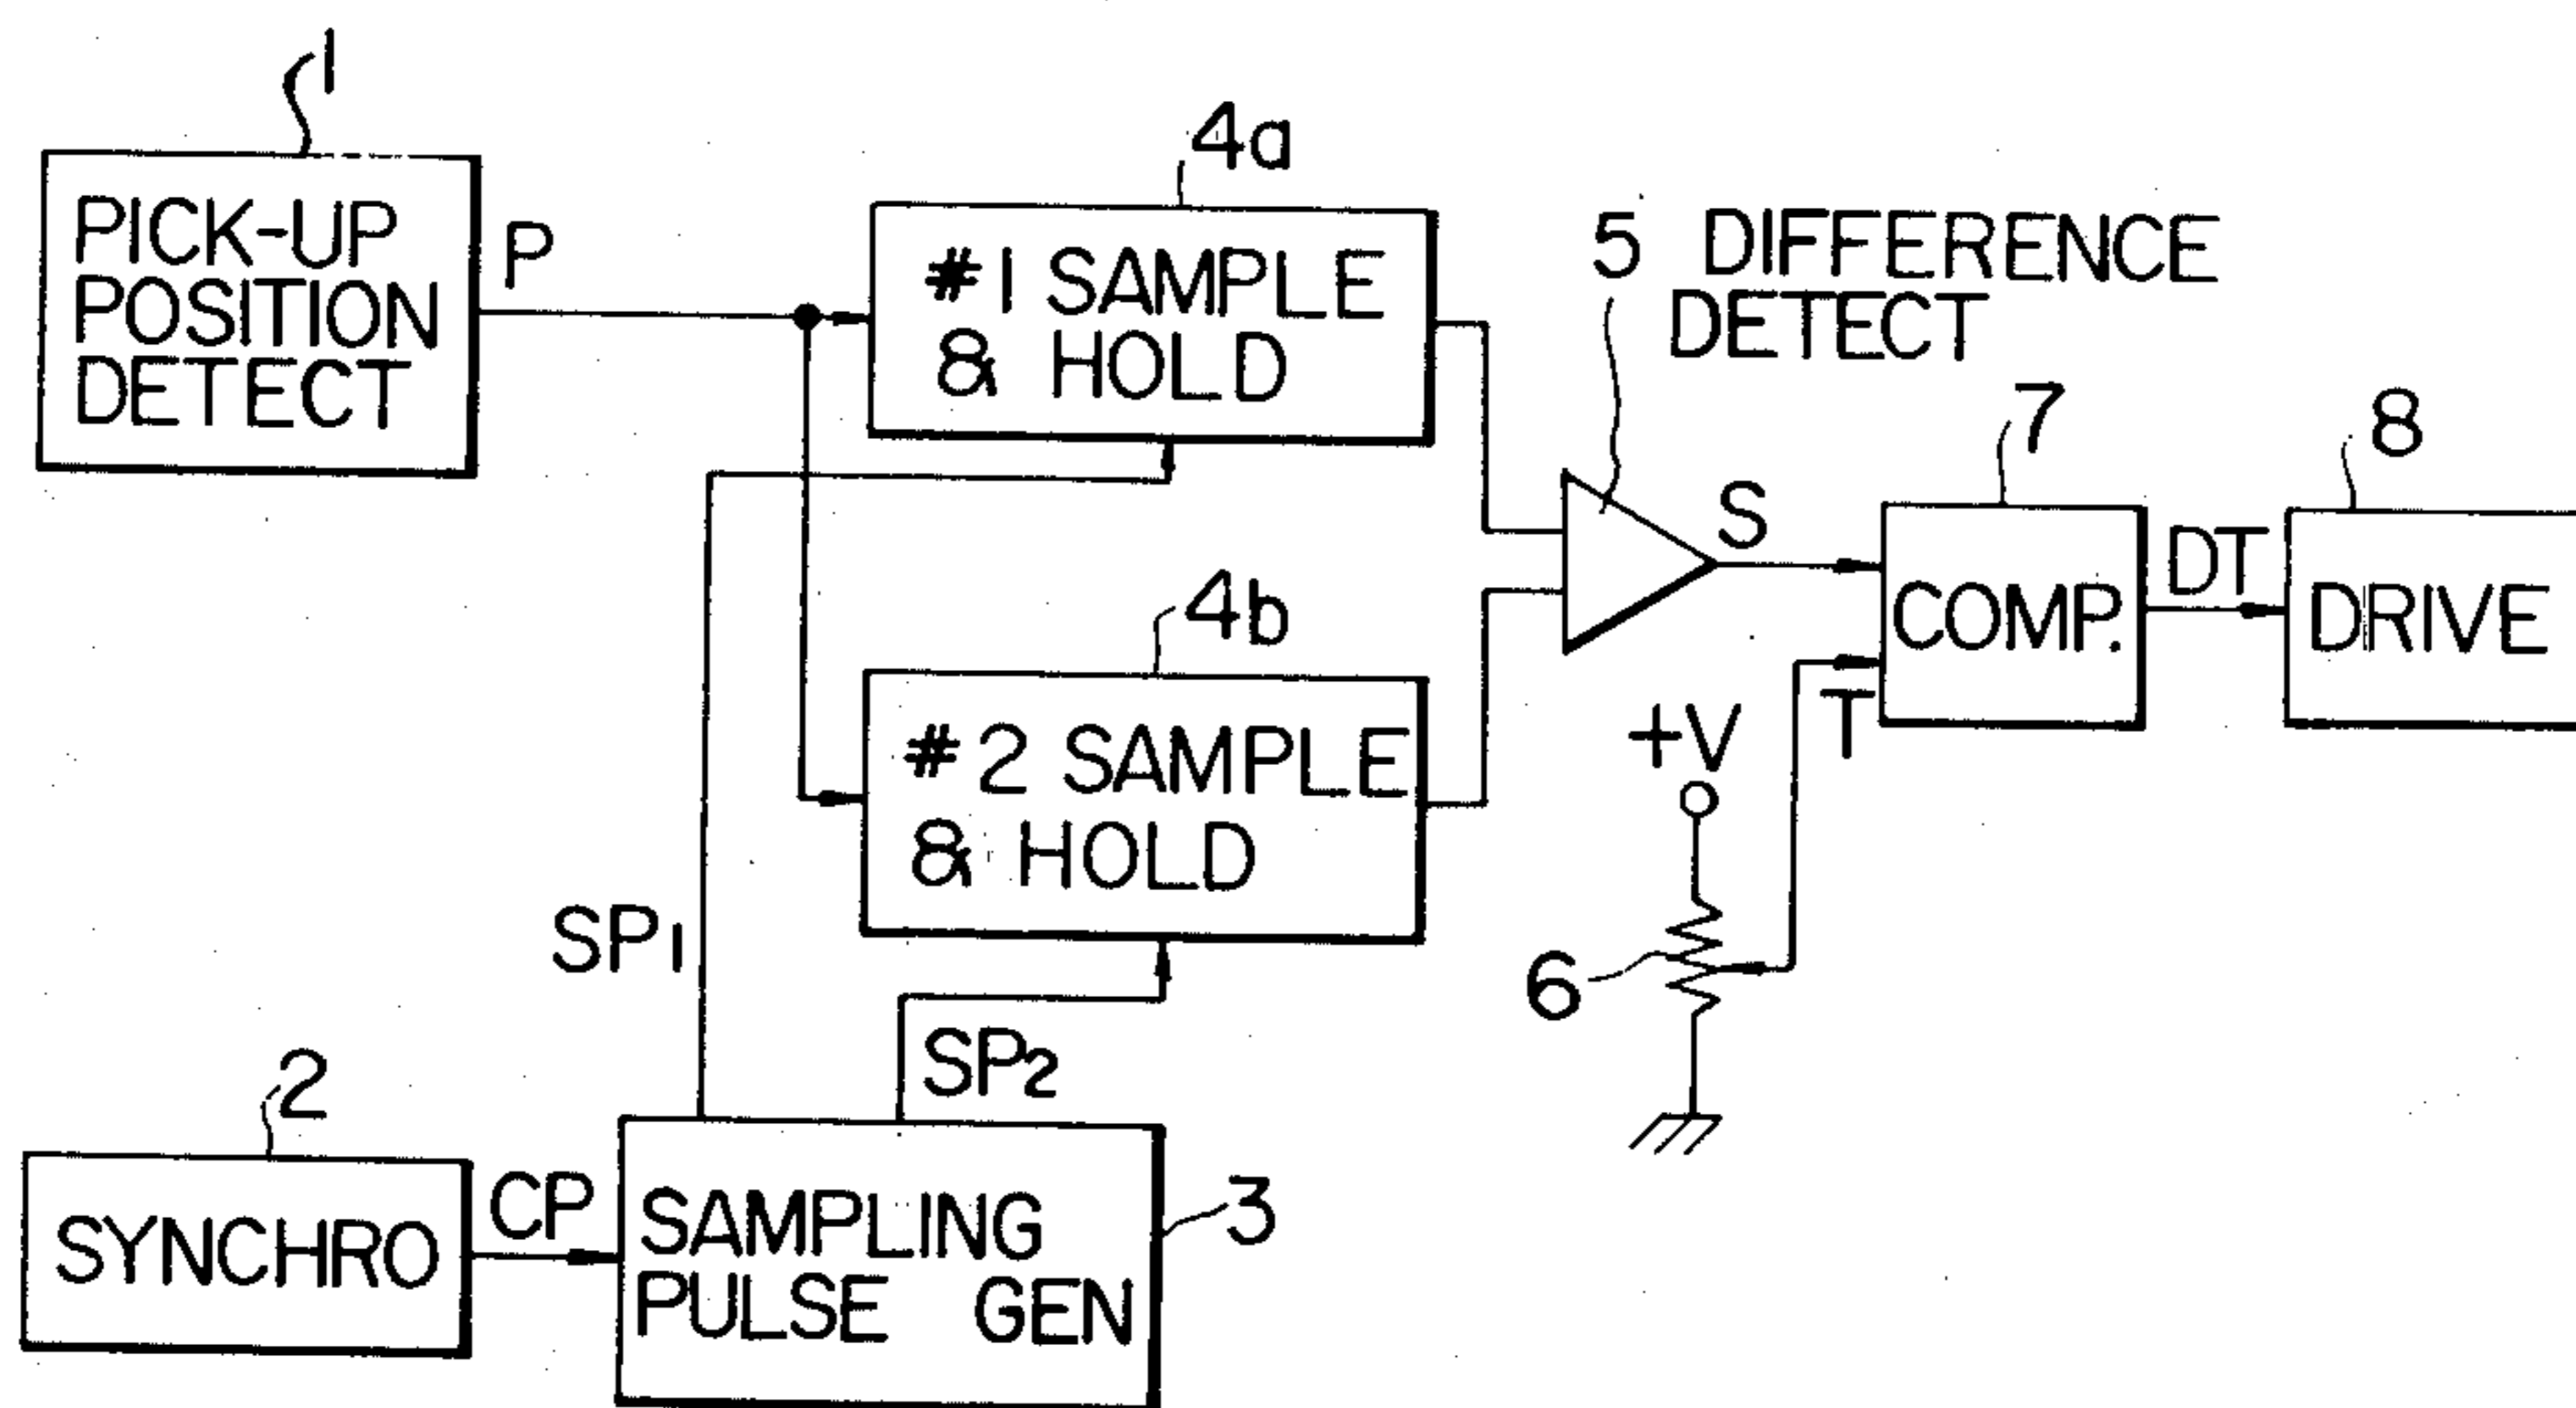 1
PICK-UP
POSITION
DETECT
P
4a
#1 SAMPLE
& HOLD
5 DIFFERENCE
DETECT
S
7
COMP.
DT
8
DRIVE
4b
#2 SAMPLE
& HOLD
T
+V
6
SP1
SP2
2
SYNCHRO
CP
SAMPLING
PULSE GEN
3